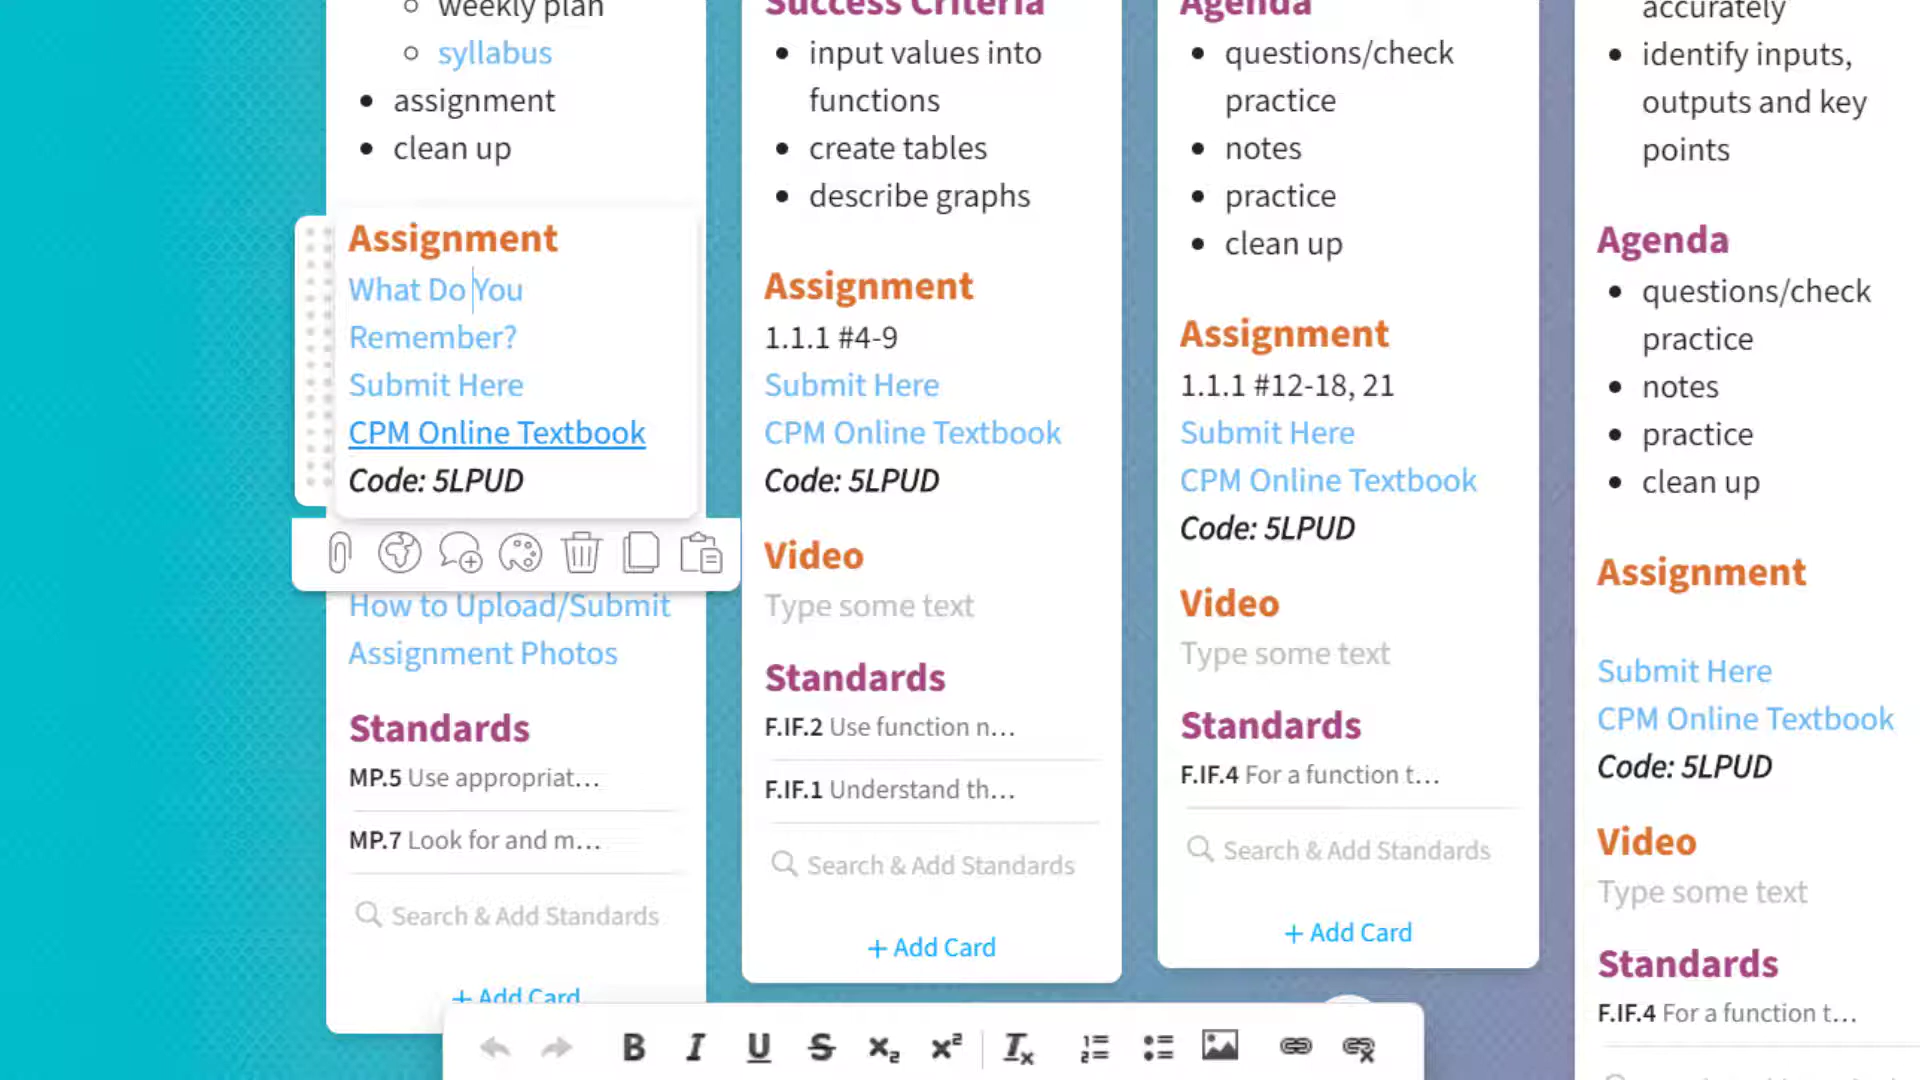 weekly plan
syllabus
assignment
clean up
Assignment
What Do You
Remember?
Submit Here
CPM Online Textbook
Code: 5LPUD
How to Upload/Submit
Assignment Photos
Standards
MP.5 Use appropriat...
MP.7 Look for and m...
Search & Add Standards
+ Add Card
Success Criteria
input values into
functions
create tables
describe graphs
Assignment
1.1.1 #4-9
Submit Here
CPM Online Textbook
Code: 5LPUD
Video
Type some text
Standards
F.IF.2 Use function n...
F.IF.1 Understand th...
Search & Add Standards
+ Add Card
Agenda
questions/check
practice
notes
practice
clean up
Assignment
1.1.1 #12-18, 21
Submit Here
CPM Online Textbook
Code: 5LPUD
Video
Type some text
Standards
F.IF.4 For a function t...
Search & Add Standards
+ Add Card
accurately
identify inputs,
outputs and key
points
Agenda
questions/check
practice
notes
practice
clean up
Assignment
Submit Here
CPM Online Textbook
Code: 5LPUD
Video
Type some text
Standards
F.IF.4 For a function t...
B I U S x₂ x² Tx